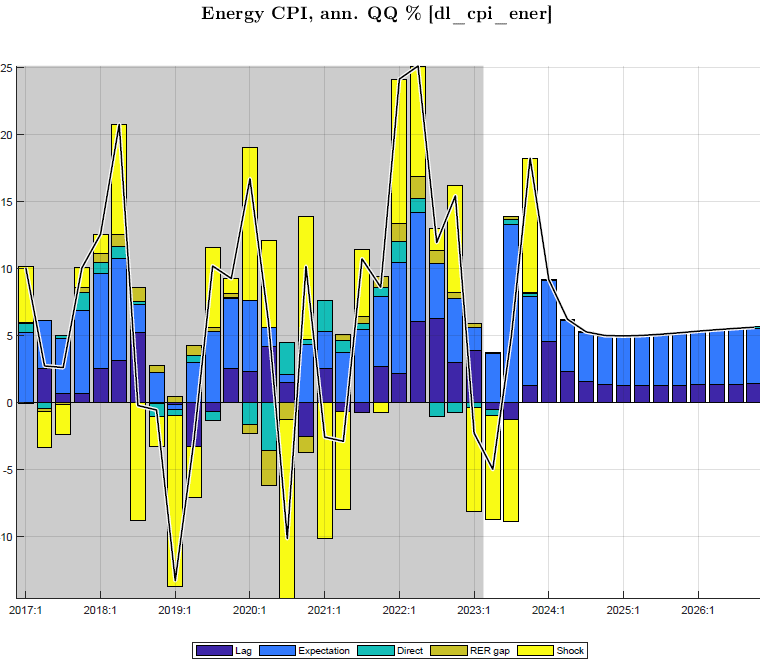 Energy CPI, ann. QQ % [dl_cpi_ener]
25
20
15
10
5
0
-5
-10
2017:1 2018:1 2019:1 2020:1 2021:1 2022:1 2023:1 2024:1 2025:1 2026:1
Lag Expectation Direct RER gap Shock